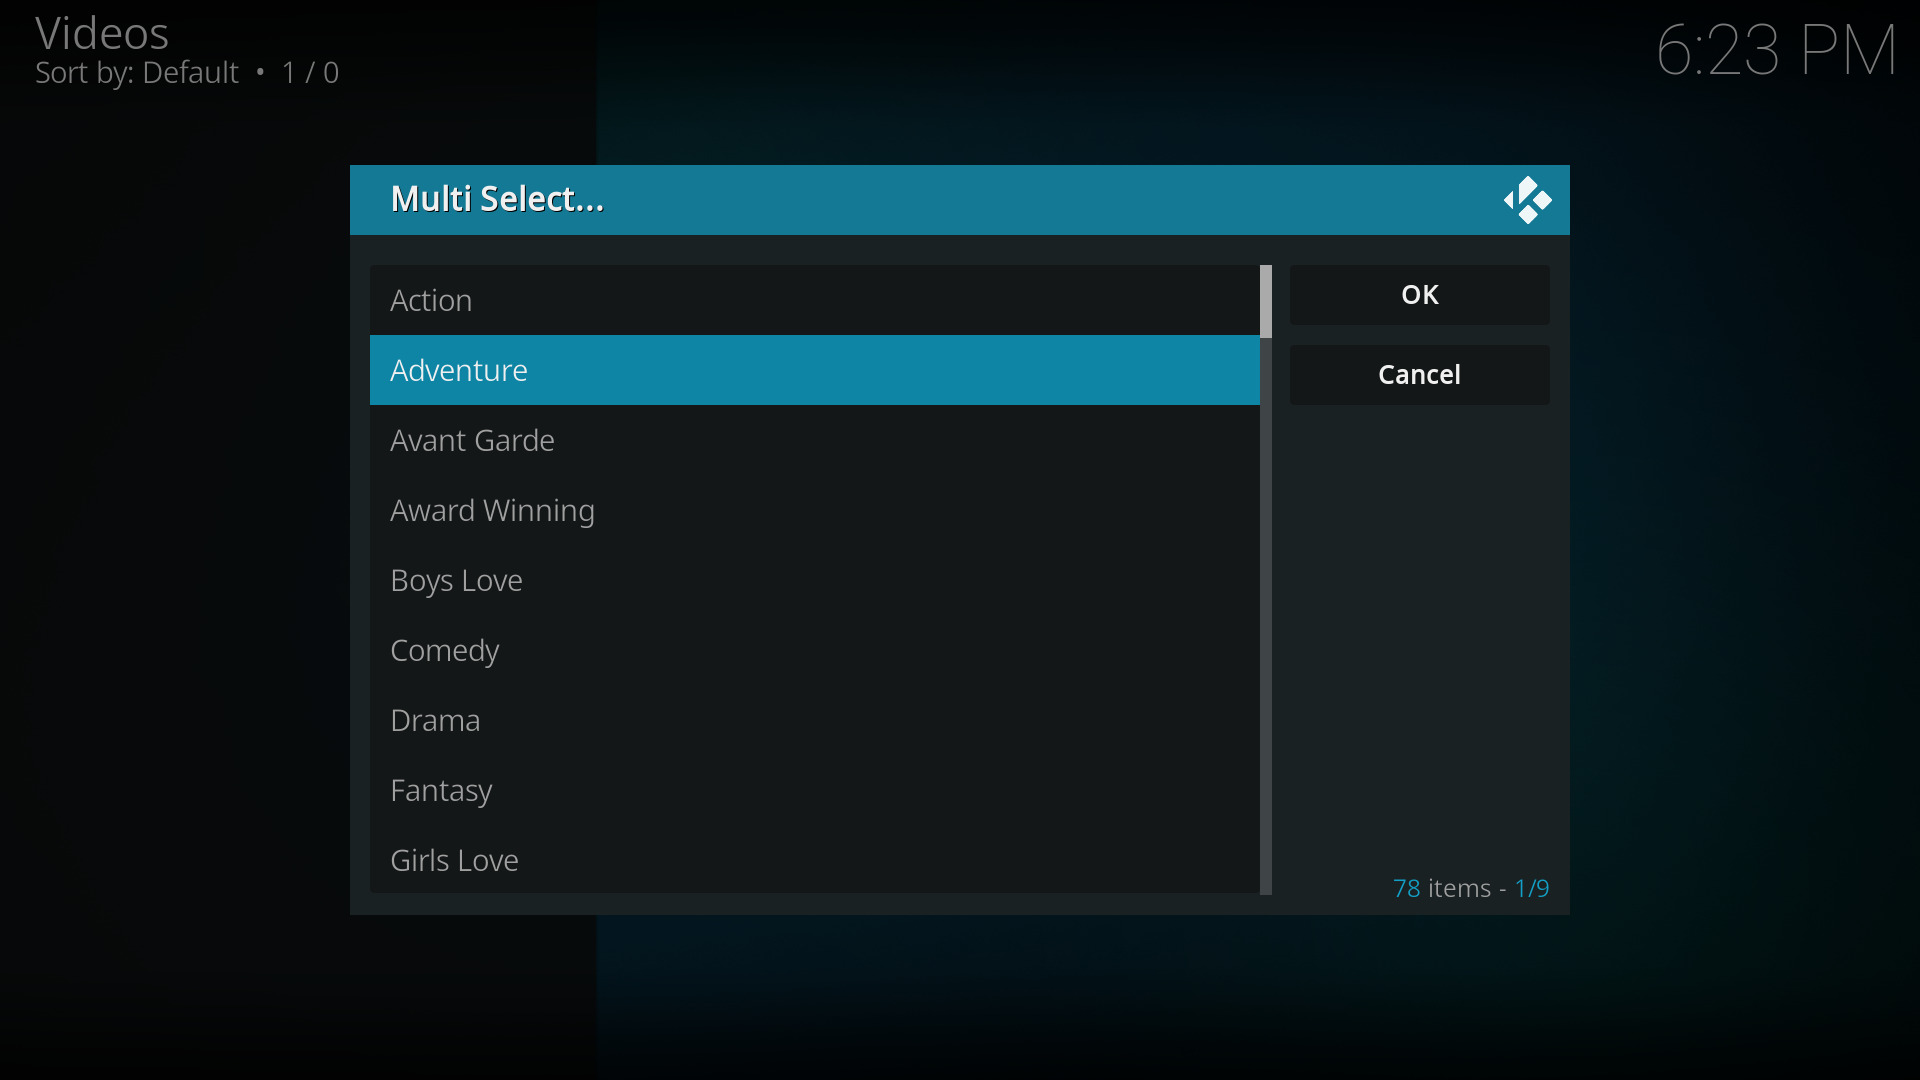 Videos
Sort by: Default • 1 / 0
6:23 PM
Multi Select...
Action
Adventure
Avant Garde
Award Winning
Boys Love
Comedy
Drama
Fantasy
Girls Love
OK
Cancel
78 items - 1/9